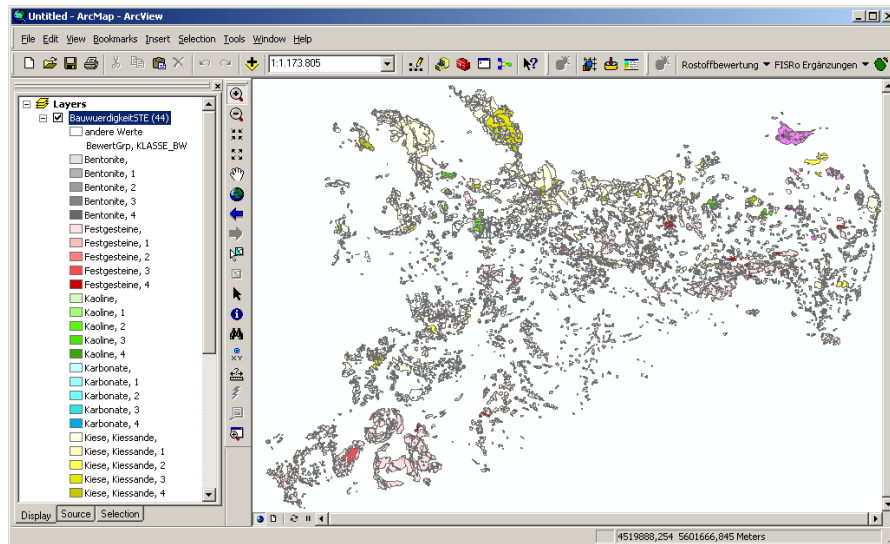 Untitled - ArcMap - ArcView
File Edit View Bookmarks Insert Selection Tools Window Help
1:1.173.805 Rostoffbewertung FISRo Ergänzungen
Layers
BauwuerdigkeitSTE (44)
andere Werte
BewertGrp, KLASSE_BW
Bentonite,
Bentonite, 1
Bentonite, 2
Bentonite, 3
Bentonite, 4
Festgesteine,
Festgesteine, 1
Festgesteine, 2
Festgesteine, 3
Festgesteine, 4
Kaoline,
Kaoline, 1
Kaoline, 2
Kaoline, 3
Kaoline, 4
Karbonate,
Karbonate, 1
Karbonate, 2
Karbonate, 3
Karbonate, 4
Kiese, Kiessande,
Kiese, Kiessande, 1
Kiese, Kiessande, 2
Kiese, Kiessande, 3
Kiese, Kiessande, 4
Display Source Selection
4519888,254 5601666,845 Meters